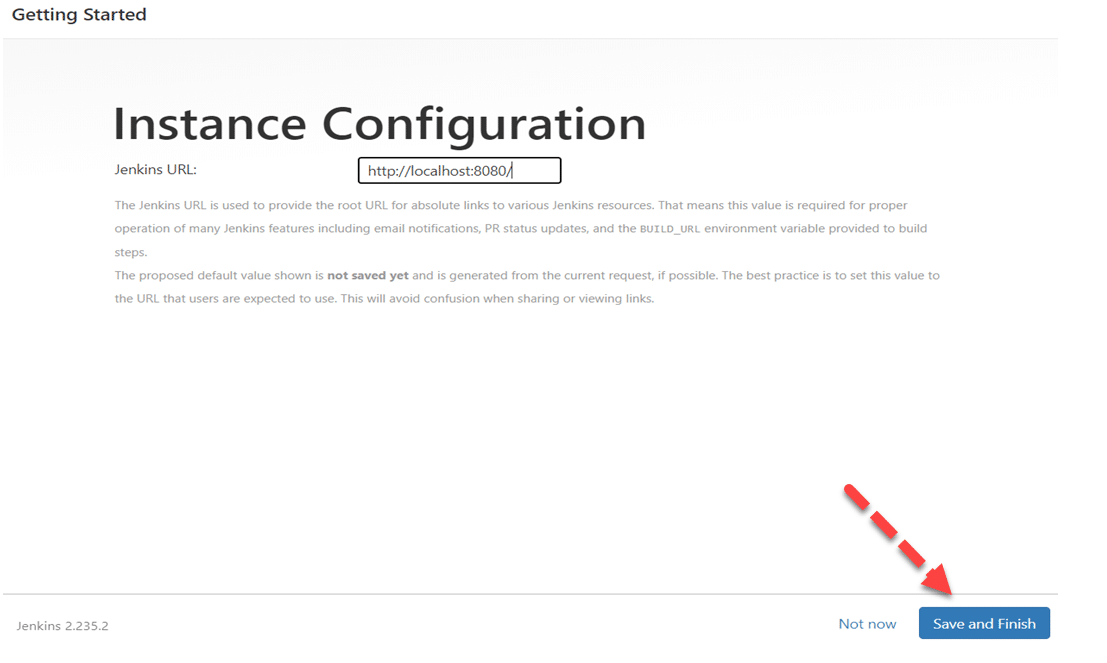 Getting Started
Instance Configuration
Jenkins URL:
http://localhost:8080/
The Jenkins URL is used to provide the root URL for absolute links to various Jenkins resources. That means this value is required for proper
operation of many Jenkins features including email notifications, PR status updates, and the BUILD_URL environment variable provided to build
steps.
The proposed default value shown is not saved yet and is generated from the current request, if possible. The best practice is to set this value to
the URL that users are expected to use. This will avoid confusion when sharing or viewing links.
Jenkins 2.235.2
Not now
Save and Finish